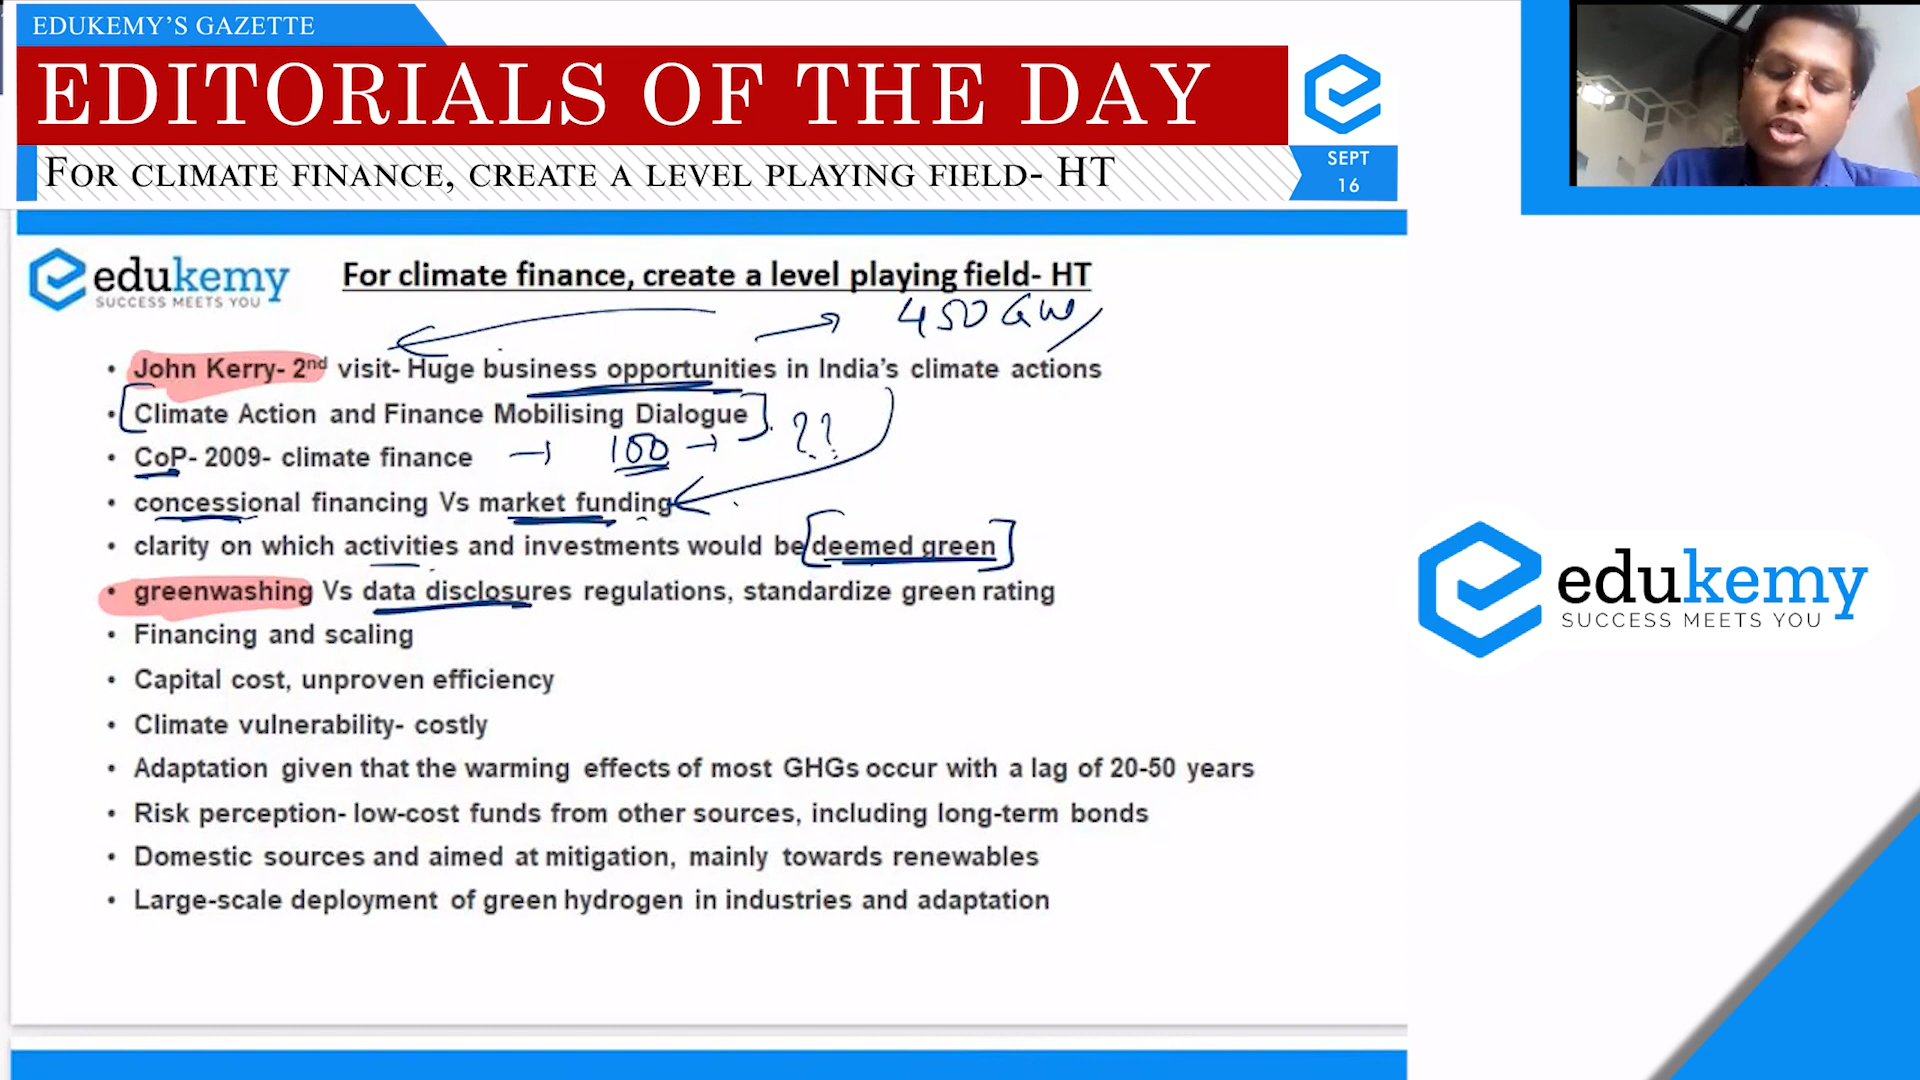 EDUKEMY'S GAZETTE
EDITORIALS OF THE DAY
FOR CLIMATE FINANCE, CREATE A LEVEL PLAYING FIELD- HT
SEPT
16
edukemy
SUCCESS MEETS YOU
For climate finance, create a level playing field- HT
450 GW
• John Kerry- 2nd visit- Huge business opportunities in India's climate actions
• Climate Action and Finance Mobilising Dialogue
• CoP- 2009- climate finance → 100 → ??
• concessional financing Vs market funding
• clarity on which activities and investments would be deemed green
• greenwashing Vs data disclosures regulations, standardize green rating
• Financing and scaling
• Capital cost, unproven efficiency
• Climate vulnerability- costly
• Adaptation given that the warming effects of most GHGs occur with a lag of 20-50 years
• Risk perception- low-cost funds from other sources, including long-term bonds
• Domestic sources and aimed at mitigation, mainly towards renewables
• Large-scale deployment of green hydrogen in industries and adaptation
edukemy
SUCCESS MEETS YOU